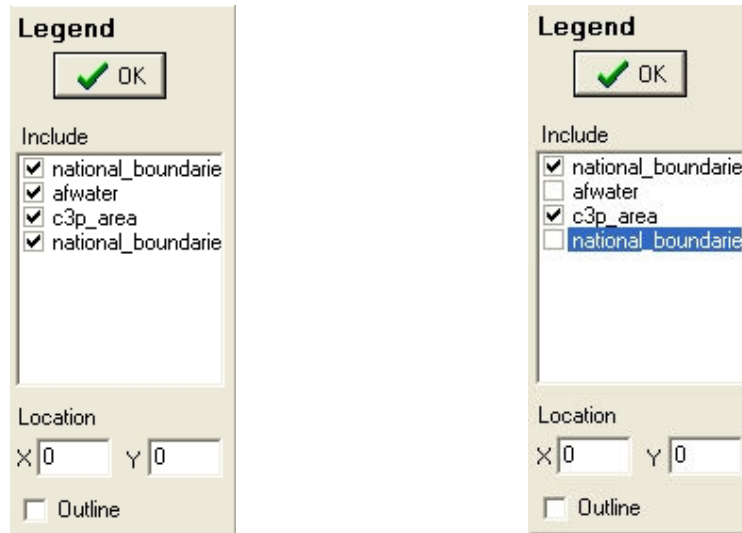 Legend
OK
Include
national_boundarie
afwater
c3p_area
national_boundarie
Location
X 0 Y 0
Outline
Legend
OK
Include
national_boundarie
afwater
c3p_area
national_boundarie
Location
X 0 Y 0
Outline